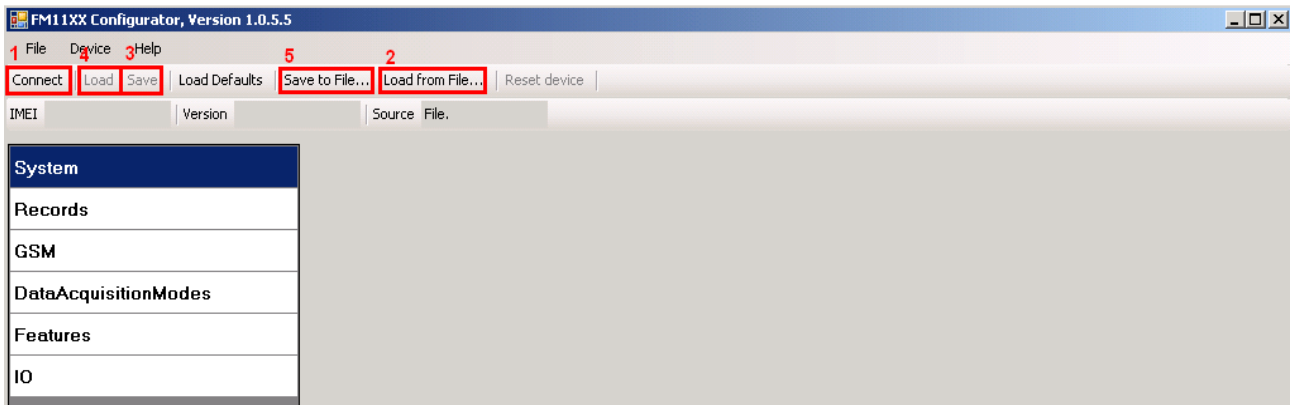 FM11XX Configurator, Version 1.0.5.5
File Device Help
1 4 3 5 2
Connect Load Save Load Defaults Save to File... Load from File... Reset device
IMEI Version Source File.
System
Records
GSM
DataAcquisitionModes
Features
IO